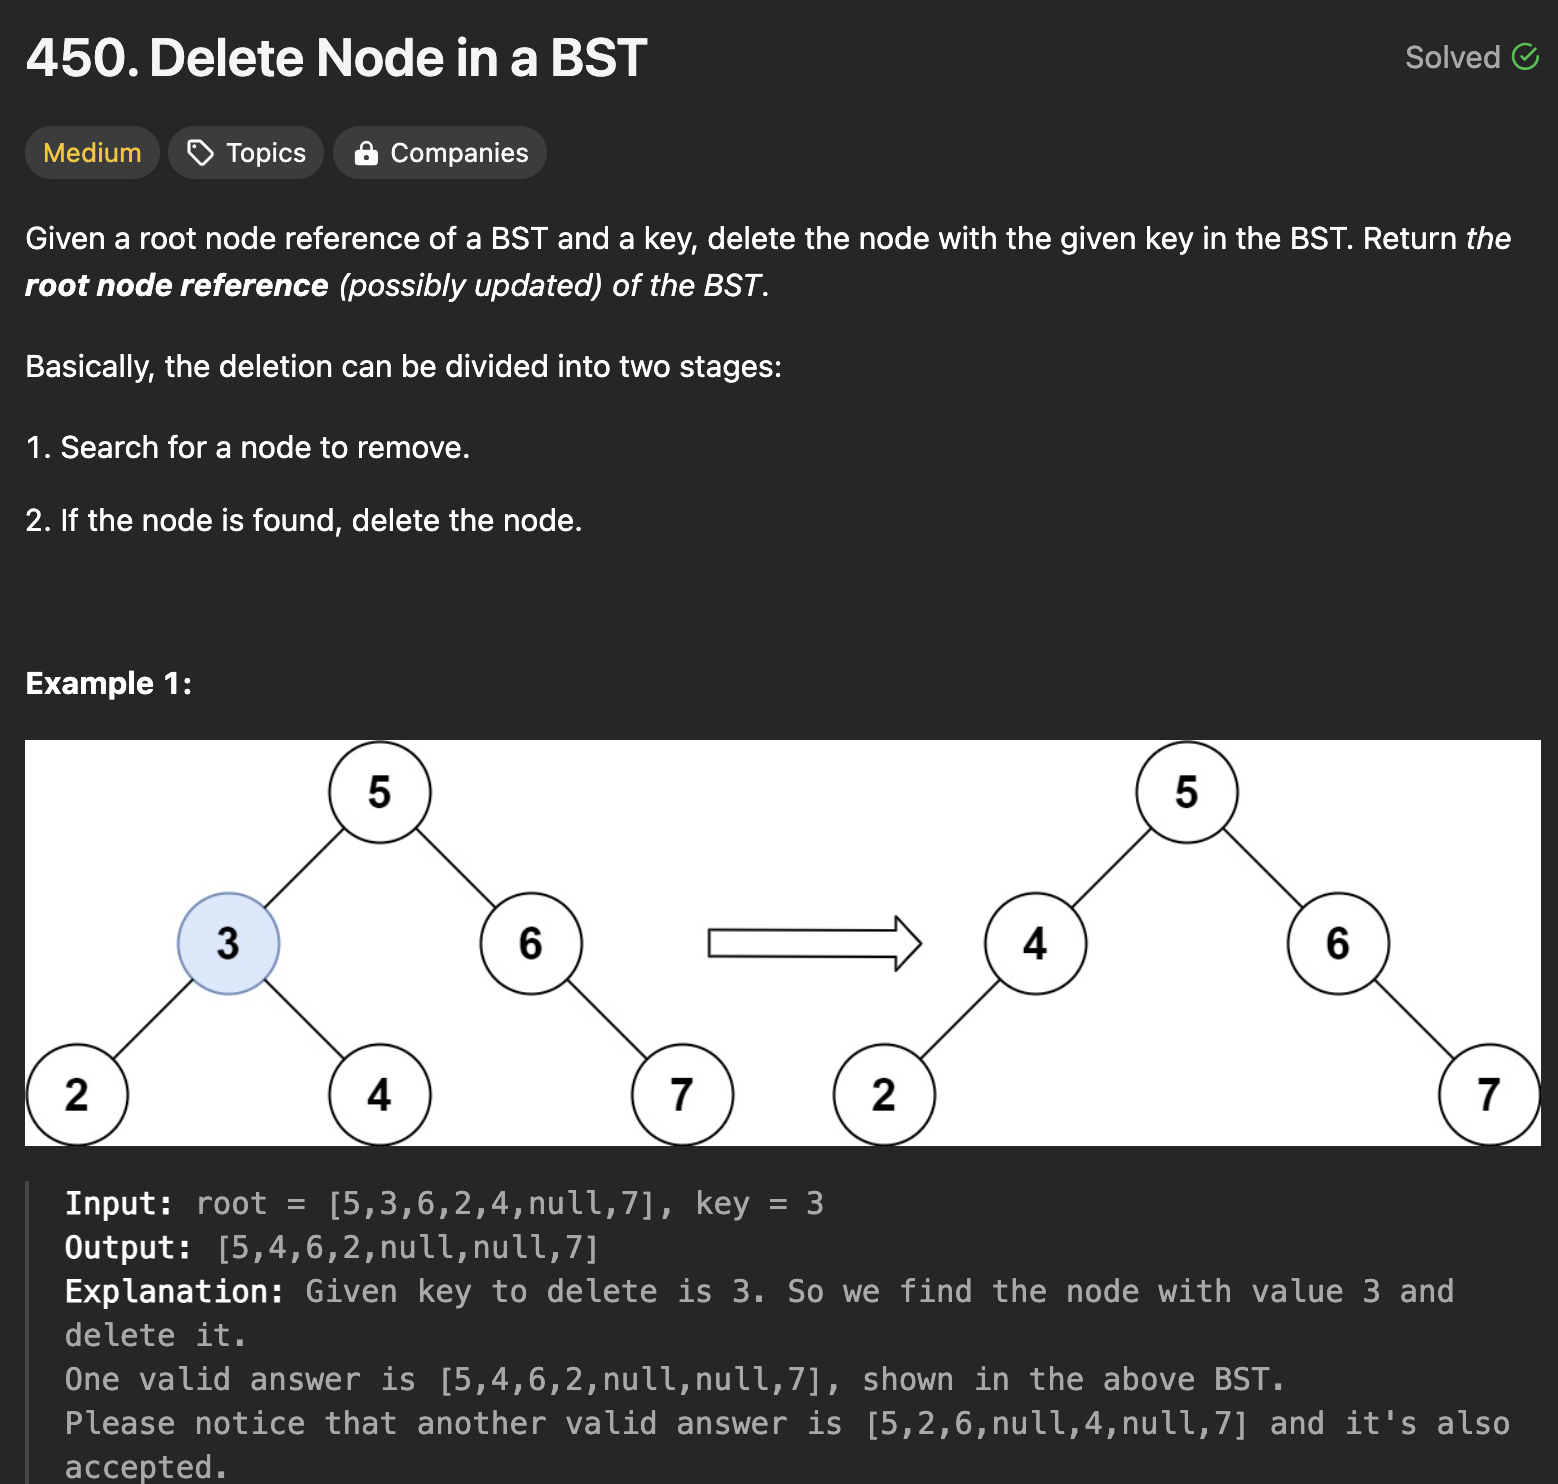 450. Delete Node in a BST
Solved
Medium
Topics
Companies
Given a root node reference of a BST and a key, delete the node with the given key in the BST. Return the
root node reference (possibly updated) of the BST.
Basically, the deletion can be divided into two stages:
1. Search for a node to remove.
2. If the node is found, delete the node.
Example 1:
5
5
3
6
4
6
2
4
7
2
7
Input: root = [5,3,6,2,4,null,7], key = 3
Output: [5,4,6,2,null,null,7]
Explanation: Given key to delete is 3. So we find the node with value 3 and
delete it.
One valid answer is [5,4,6,2,null,null,7], shown in the above BST.
Please notice that another valid answer is [5,2,6,null,4,null,7] and it's also
accepted.